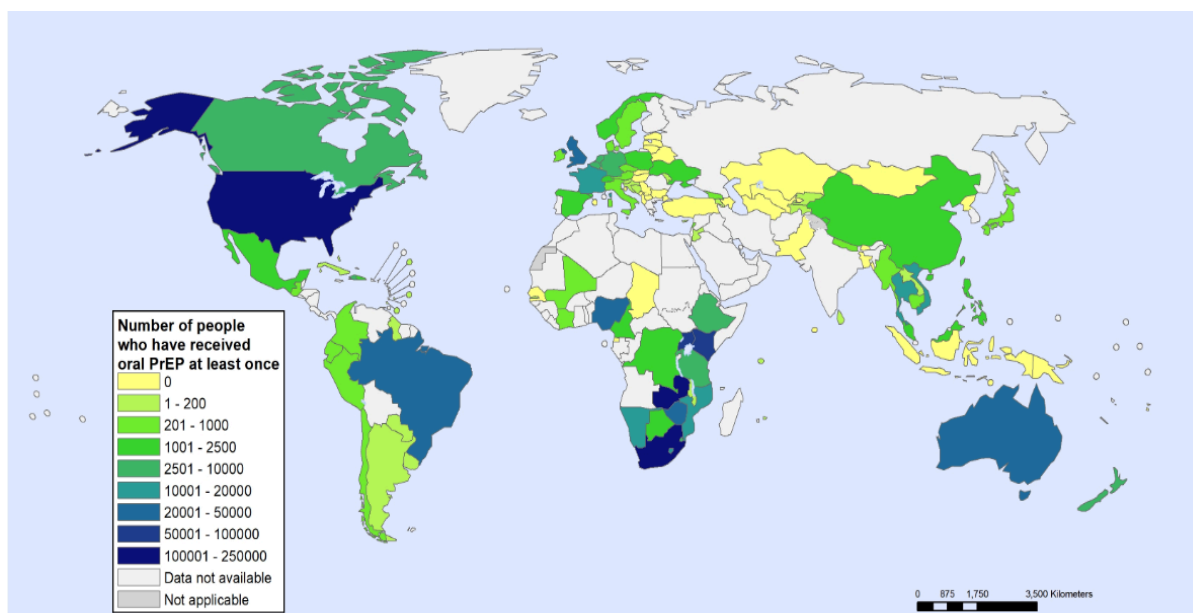 Number of people
who have received
oral PrEP at least once
0
1 - 200
201 - 1000
1001 - 2500
2501 - 10000
10001 - 20000
20001 - 50000
50001 - 100000
100001 - 250000
Data not available
Not applicable
0 875 1,750 3,500 Kilometers